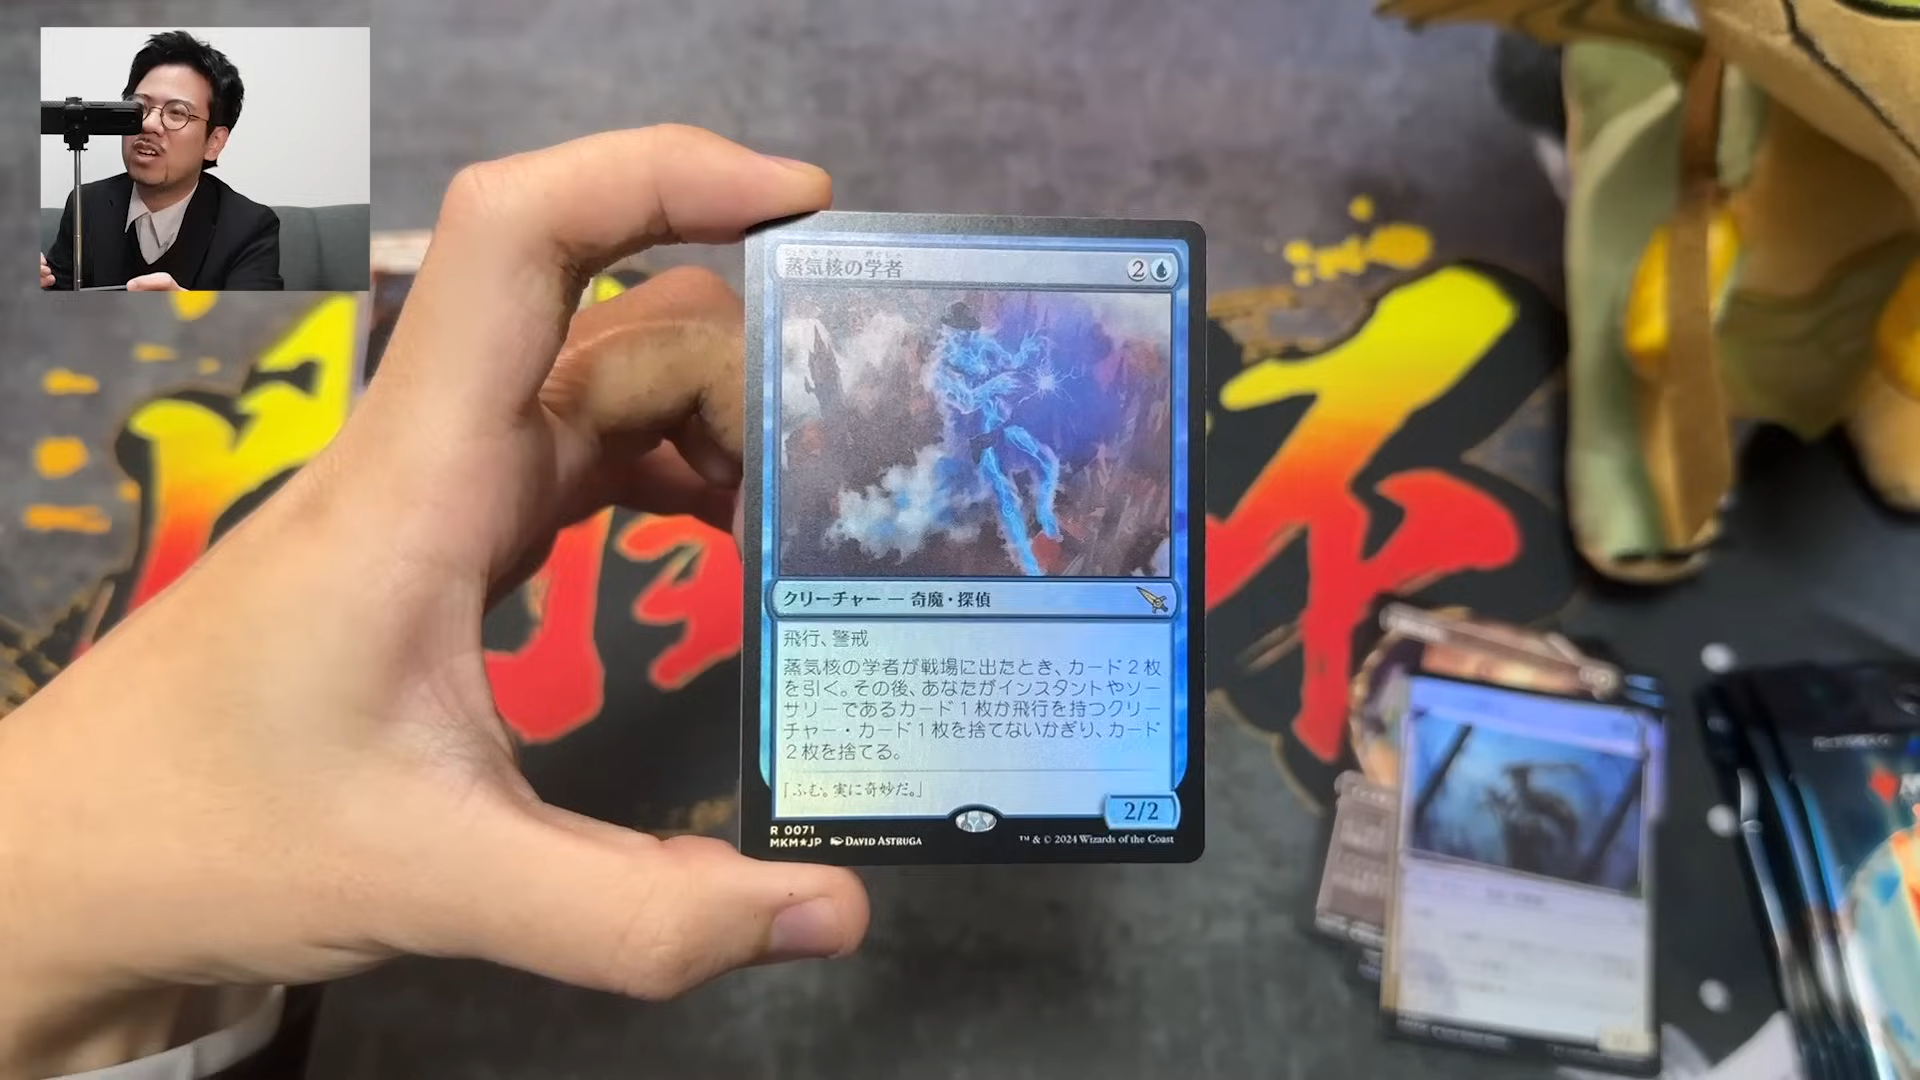 蒸気核の学者
2
クリーチャー — 奇魔・探偵
飛行、警戒
蒸気核の学者が戦場に出たとき、カード２枚
を引く。その後、あなたがインスタントやソー
サリーであるカード１枚か飛行を持つクリー
チャー・カード１枚を捨てないかぎり、カード
２枚を捨てる。
「ふむ。実に奇妙だ。」
2/2
R 0071
MKM★JP DAVID ASTRUGA
™ & © 2024 Wizards of the Coast